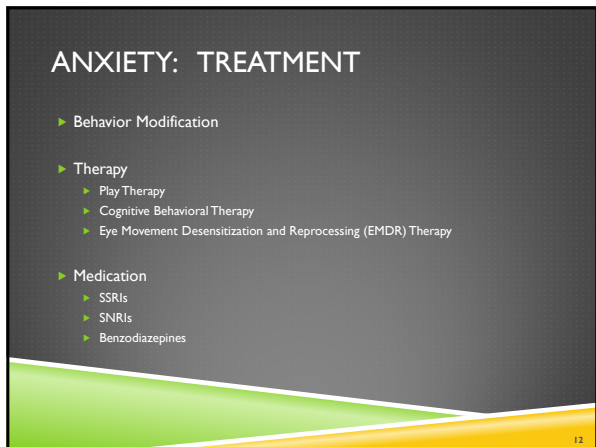 ANXIETY: TREATMENT
Behavior Modification
Therapy
Play Therapy
Cognitive Behavioral Therapy
Eye Movement Desensitization and Reprocessing (EMDR) Therapy
Medication
SSRIs
SNRIs
Benzodiazepines
12